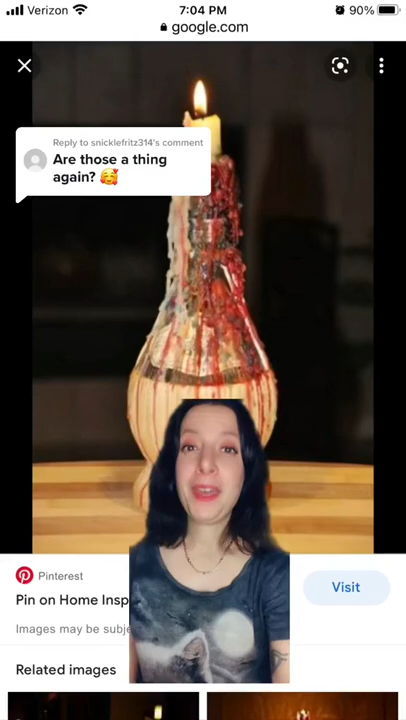 Verizon 7:04 PM 90%
google.com
Reply to snicklefritz314's comment
Are those a thing
again? 🥰
Pinterest
Visit
Pin on Home Insp
Images may be subje
Related images